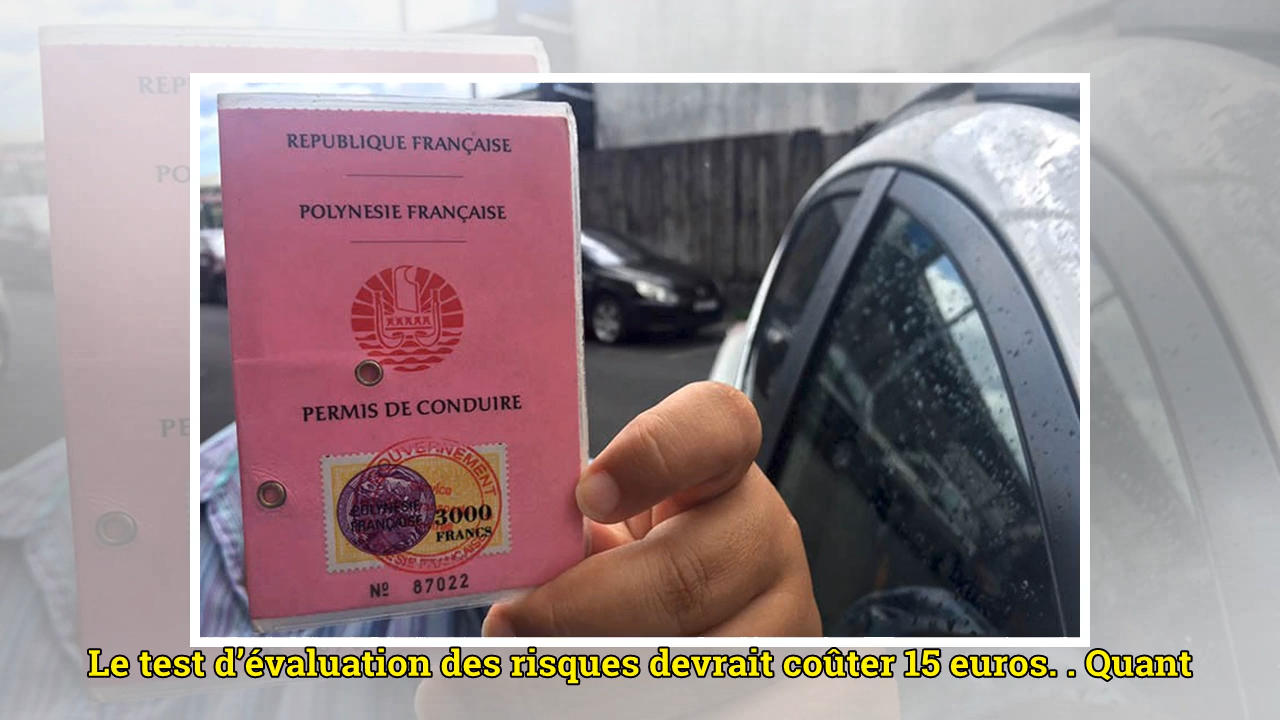 REPUBLIQUE FRANÇAISE
POLYNESIE FRANÇAISE
PERMIS DE CONDUIRE
GOUVERNEMENT
POLYNESIE
FRANÇAISE
3000
FRANCS
Nº 87022
Le test d’évaluation des risques devrait coûter 15 euros. . Quant